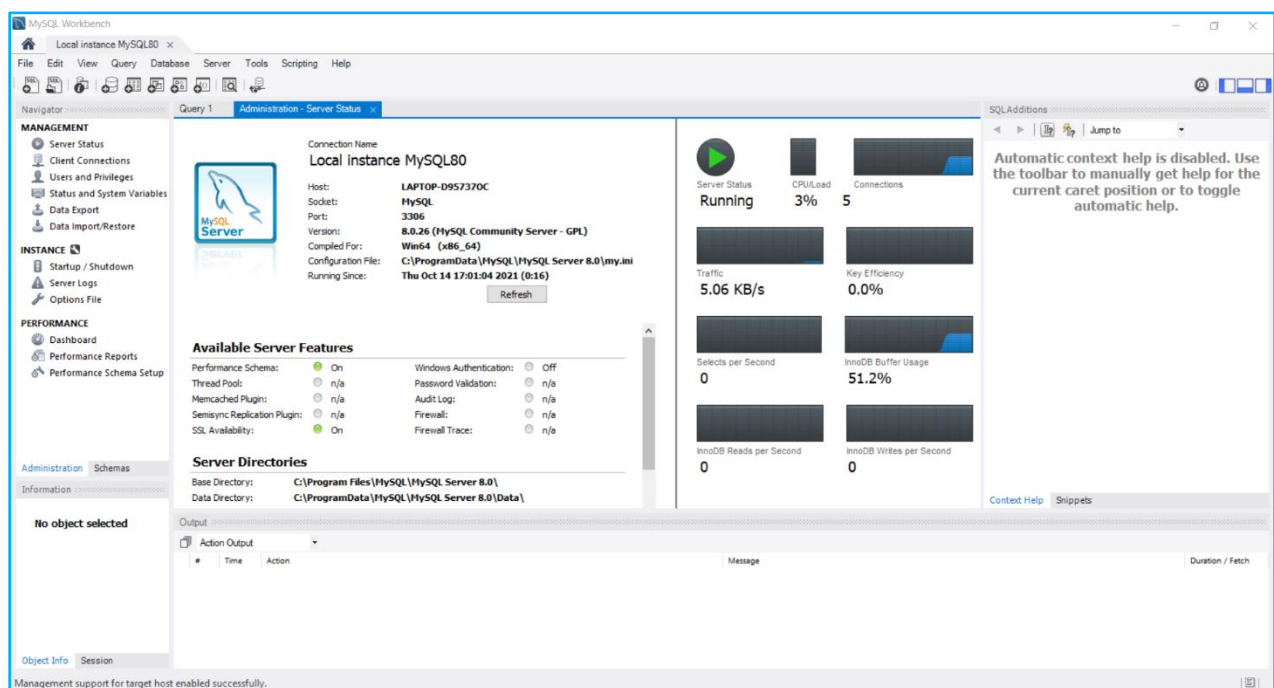 MySQL Workbench
Local instance MySQL80 ×
File Edit View Query Database Server Tools Scripting Help
Navigator
MANAGEMENT
Server Status
Client Connections
Users and Privileges
Status and System Variables
Data Export
Data Import/Restore
INSTANCE
Startup / Shutdown
Server Logs
Options File
PERFORMANCE
Dashboard
Performance Reports
Performance Schema Setup
Administration Schemas
Information
No object selected
Object Info Session
Query 1 Administration - Server Status ×
MySQL
Server
Connection Name
Local instance MySQL80
Host: LAPTOP-D957370C
Socket: MySQL
Port: 3306
Version: 8.0.26 (MySQL Community Server - GPL)
Compiled For: Win64 (x86_64)
Configuration File: C:\ProgramData\MySQL\MySQL Server 8.0\my.ini
Running Since: Thu Oct 14 17:01:04 2021 (0:16)
Refresh
Available Server Features
Performance Schema: On Windows Authentication: Off
Thread Pool: n/a Password Validation: n/a
Memcached Plugin: n/a Audit Log: n/a
Semisync Replication Plugin: n/a Firewall: n/a
SSL Availability: On Firewall Trace: n/a
Server Directories
Base Directory: C:\Program Files\MySQL\MySQL Server 8.0\
Data Directory: C:\ProgramData\MySQL\MySQL Server 8.0\Data\
Server Status CPU/Load Connections
Running 3% 5
Traffic Key Efficiency
5.06 KB/s 0.0%
Selects per Second InnoDB Buffer Usage
0 51.2%
InnoDB Reads per Second InnoDB Writes per Second
0 0
SQLAdditions
Jump to
Automatic context help is disabled. Use
the toolbar to manually get help for the
current caret position or to toggle
automatic help.
Context Help Snippets
Output
Action Output
# Time Action Message Duration / Fetch
Management support for target host enabled successfully.